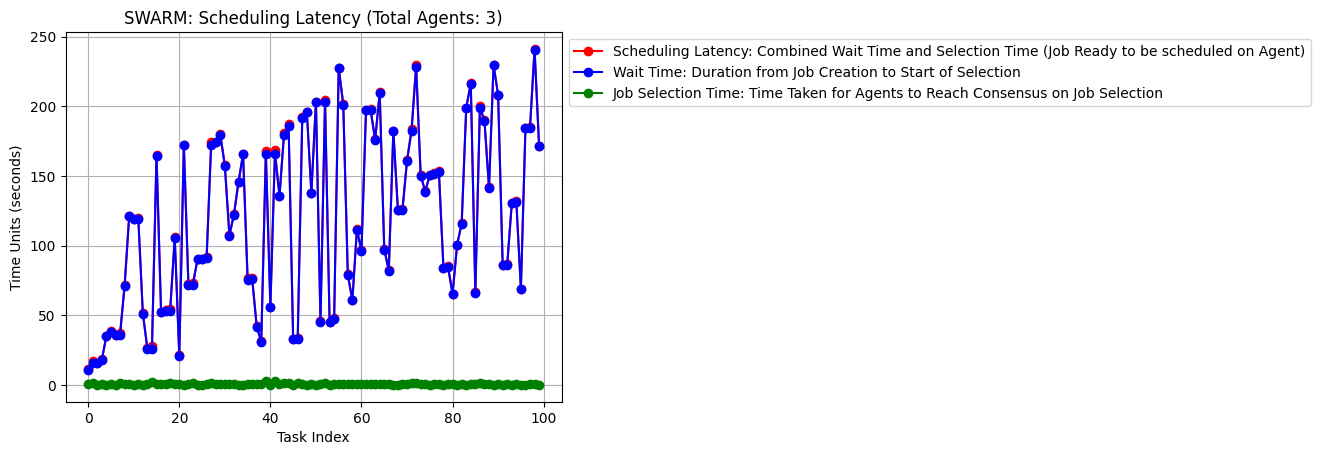 SWARM: Scheduling Latency (Total Agents: 3)
Scheduling Latency: Combined Wait Time and Selection Time (Job Ready to be scheduled on Agent)
Wait Time: Duration from Job Creation to Start of Selection
Job Selection Time: Time Taken for Agents to Reach Consensus on Job Selection
Time Units (seconds)
250
200
150
100
50
0
0 20 40 60 80 100
Task Index